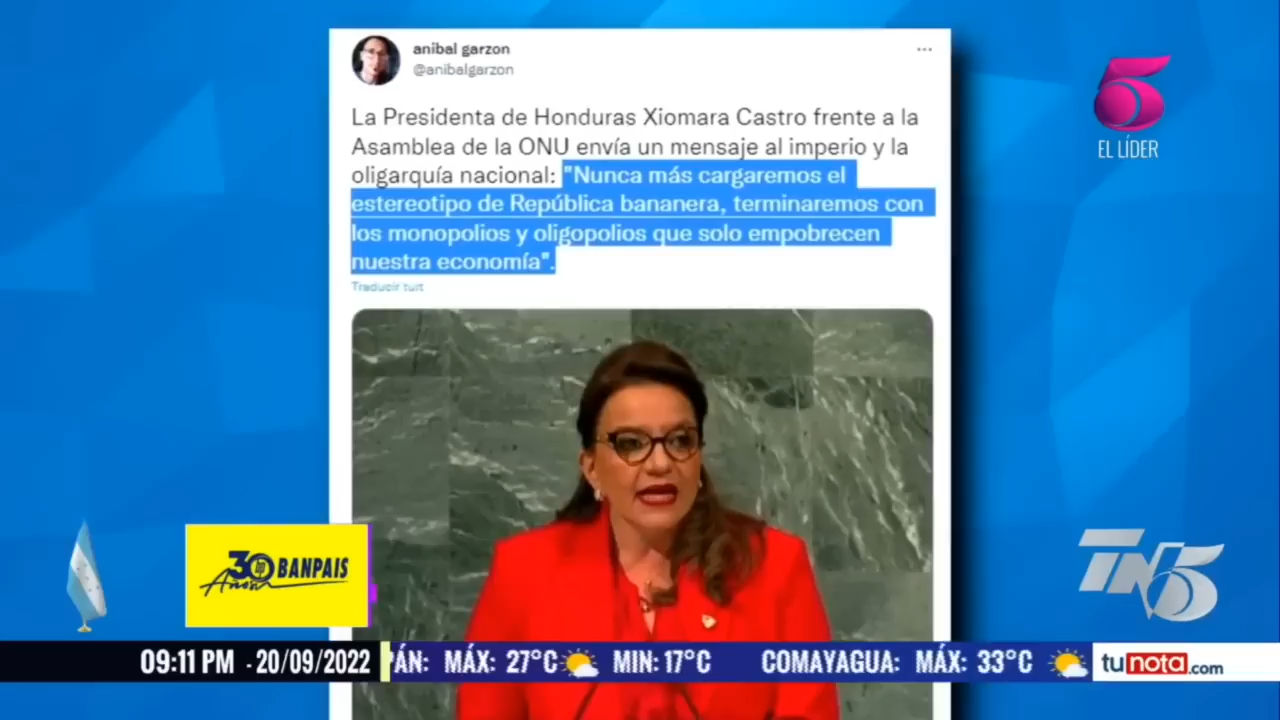 anibal garzon
@anibalgarzon
La Presidenta de Honduras Xiomara Castro frente a la
Asamblea de la ONU envía un mensaje al imperio y la
oligarquía nacional: "Nunca más cargaremos el
estereotipo de República bananera, terminaremos con
los monopolios y oligopolios que solo empobrecen
nuestra economía".
Traducir tuit
5
EL LÍDER
30 BANPAIS
Años
TN5
09:11 PM - 20/09/2022
ÁN: MÁX: 27°C MIN: 17°C COMAYAGUA: MÁX: 33°C
tunota.com